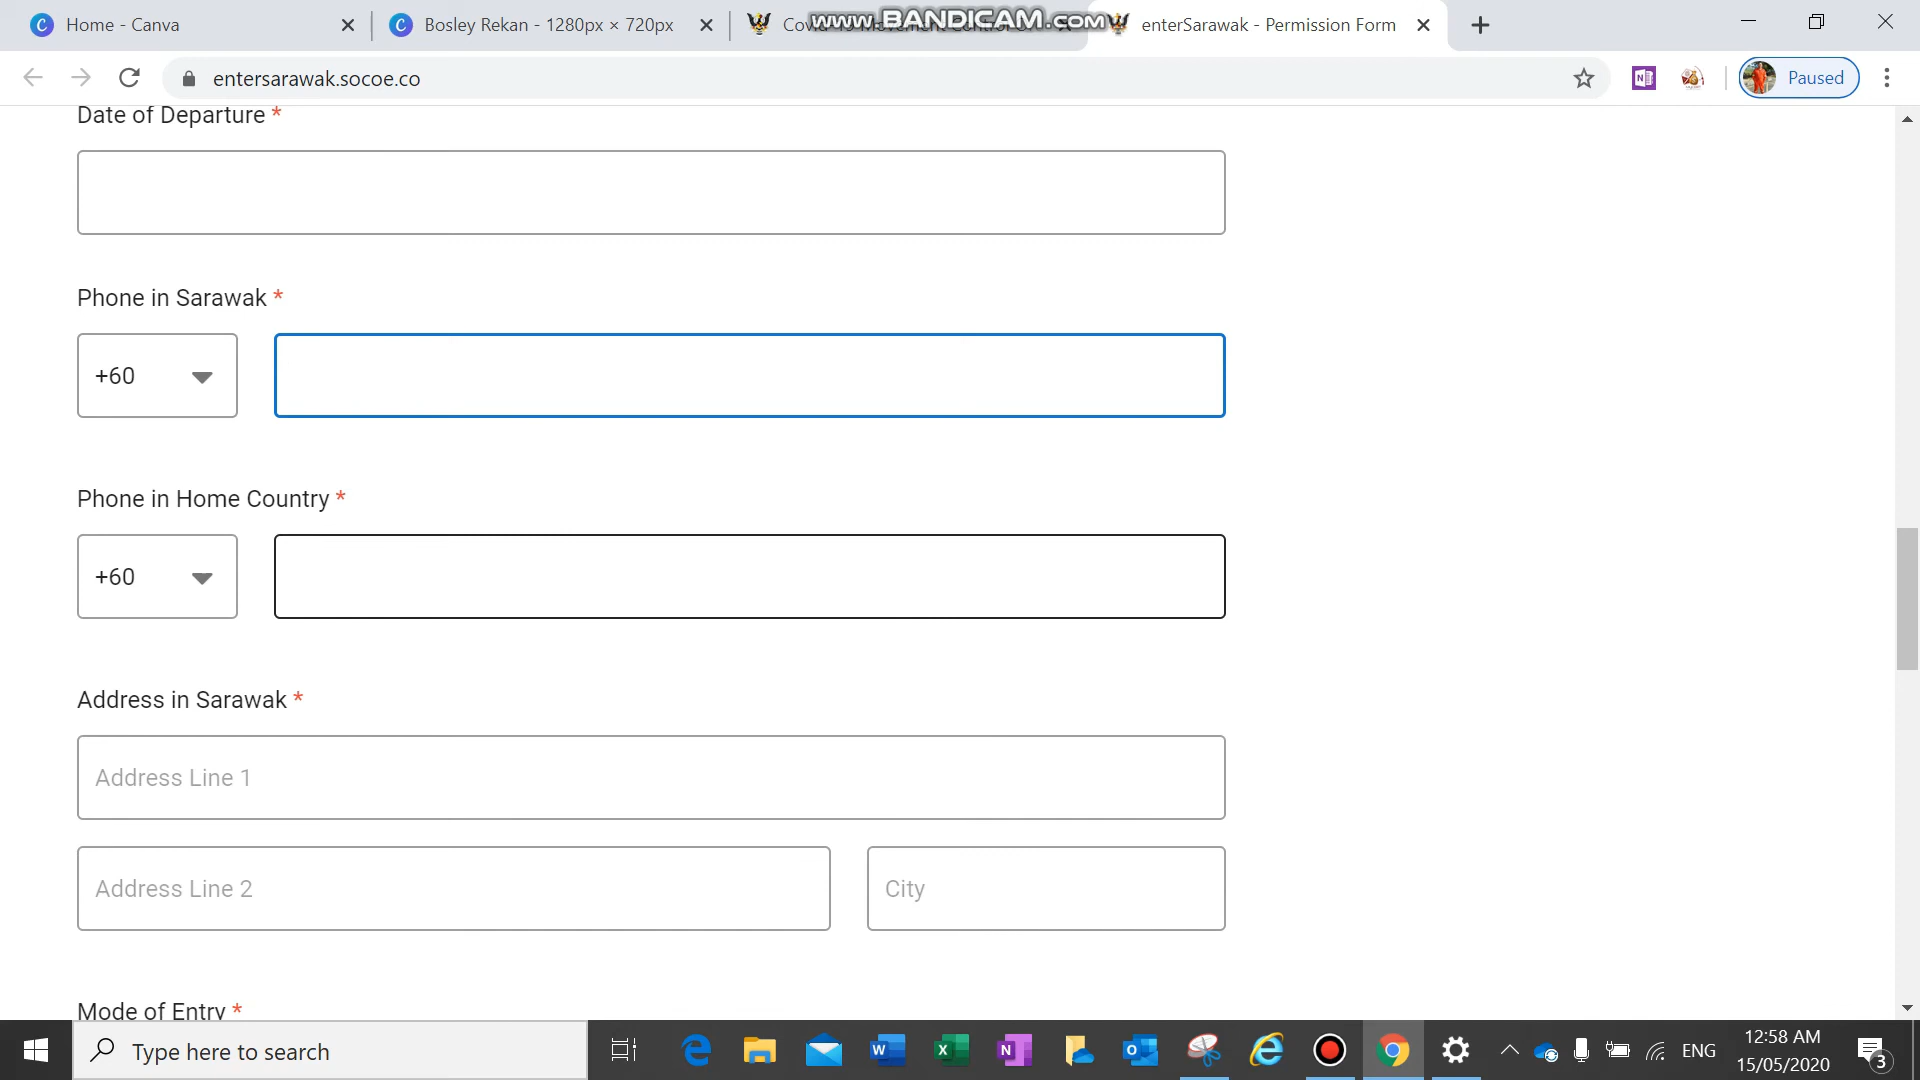 Home - Canva
Bosley Rekan - 1280px × 720px
www.BANDICAM.com
enterSarawak - Permission Form
entersarawak.socoe.co
Paused
Date of Departure *
Phone in Sarawak *
+60
Phone in Home Country *
+60
Address in Sarawak *
Address Line 1
Address Line 2
City
Mode of Entry *
Type here to search
ENG
12:58 AM
15/05/2020
3